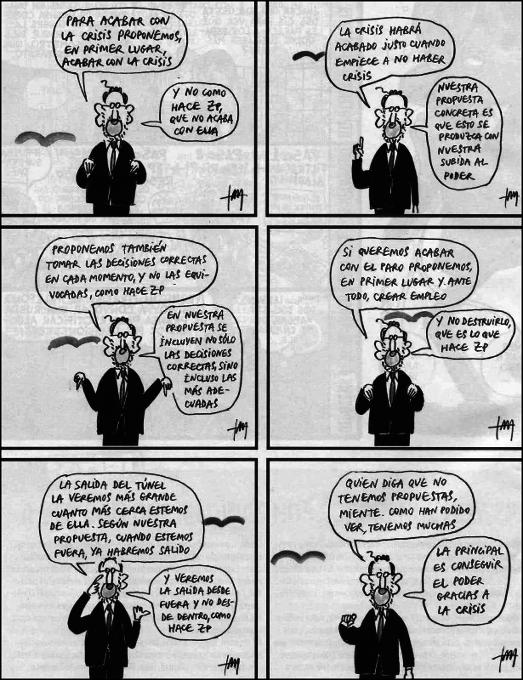 PARA ACABAR CON
LA CRISIS PROPONEMOS,
EN PRIMER LUGAR,
ACABAR CON LA CRISIS
Y NO COMO
HACE ZP,
QUE NO ACABA
CON ELLA
LA CRISIS HABRÁ
ACABADO JUSTO CUANDO
EMPIECE A NO HABER
CRISIS
NUESTRA
PROPUESTA
CONCRETA ES
QUE ESTO SE
PRODUZCA CON
NUESTRA
SUBIDA AL
PODER
PROPONEMOS TAMBIÉN
TOMAR LAS DECISIONES CORRECTAS
EN CADA MOMENTO, Y NO LAS EQUI-
VOCADAS, COMO HACE ZP
EN NUESTRA
PROPUESTA SE
INCLUYEN NO SÓLO
LAS DECISIONES
CORRECTAS, SINO
INCLUSO LAS
MÁS ADE-
CUADAS
SI QUEREMOS ACABAR
CON EL PARO PROPONEMOS,
EN PRIMER LUGAR Y ANTE
TODO, CREAR EMPLEO
Y NO DESTRUIRLO,
QUE ES LO QUE
HACE ZP
LA SALIDA DEL TÚNEL
LA VEREMOS MÁS GRANDE
CUANTO MÁS CERCA ESTEMOS
DE ELLA. SEGÚN NUESTRA
PROPUESTA, CUANDO ESTEMOS
FUERA, YA HABREMOS SALIDO
Y VEREMOS
LA SALIDA DESDE
FUERA Y NO DES-
DE DENTRO, COMO
HACE ZP
QUIEN DIGA QUE NO
TENEMOS PROPUESTAS,
MIENTE. COMO HAN PODIDO
VER, TENEMOS MUCHAS
LA PRINCIPAL
ES CONSEGUIR
EL PODER
GRACIAS A
LA CRISIS